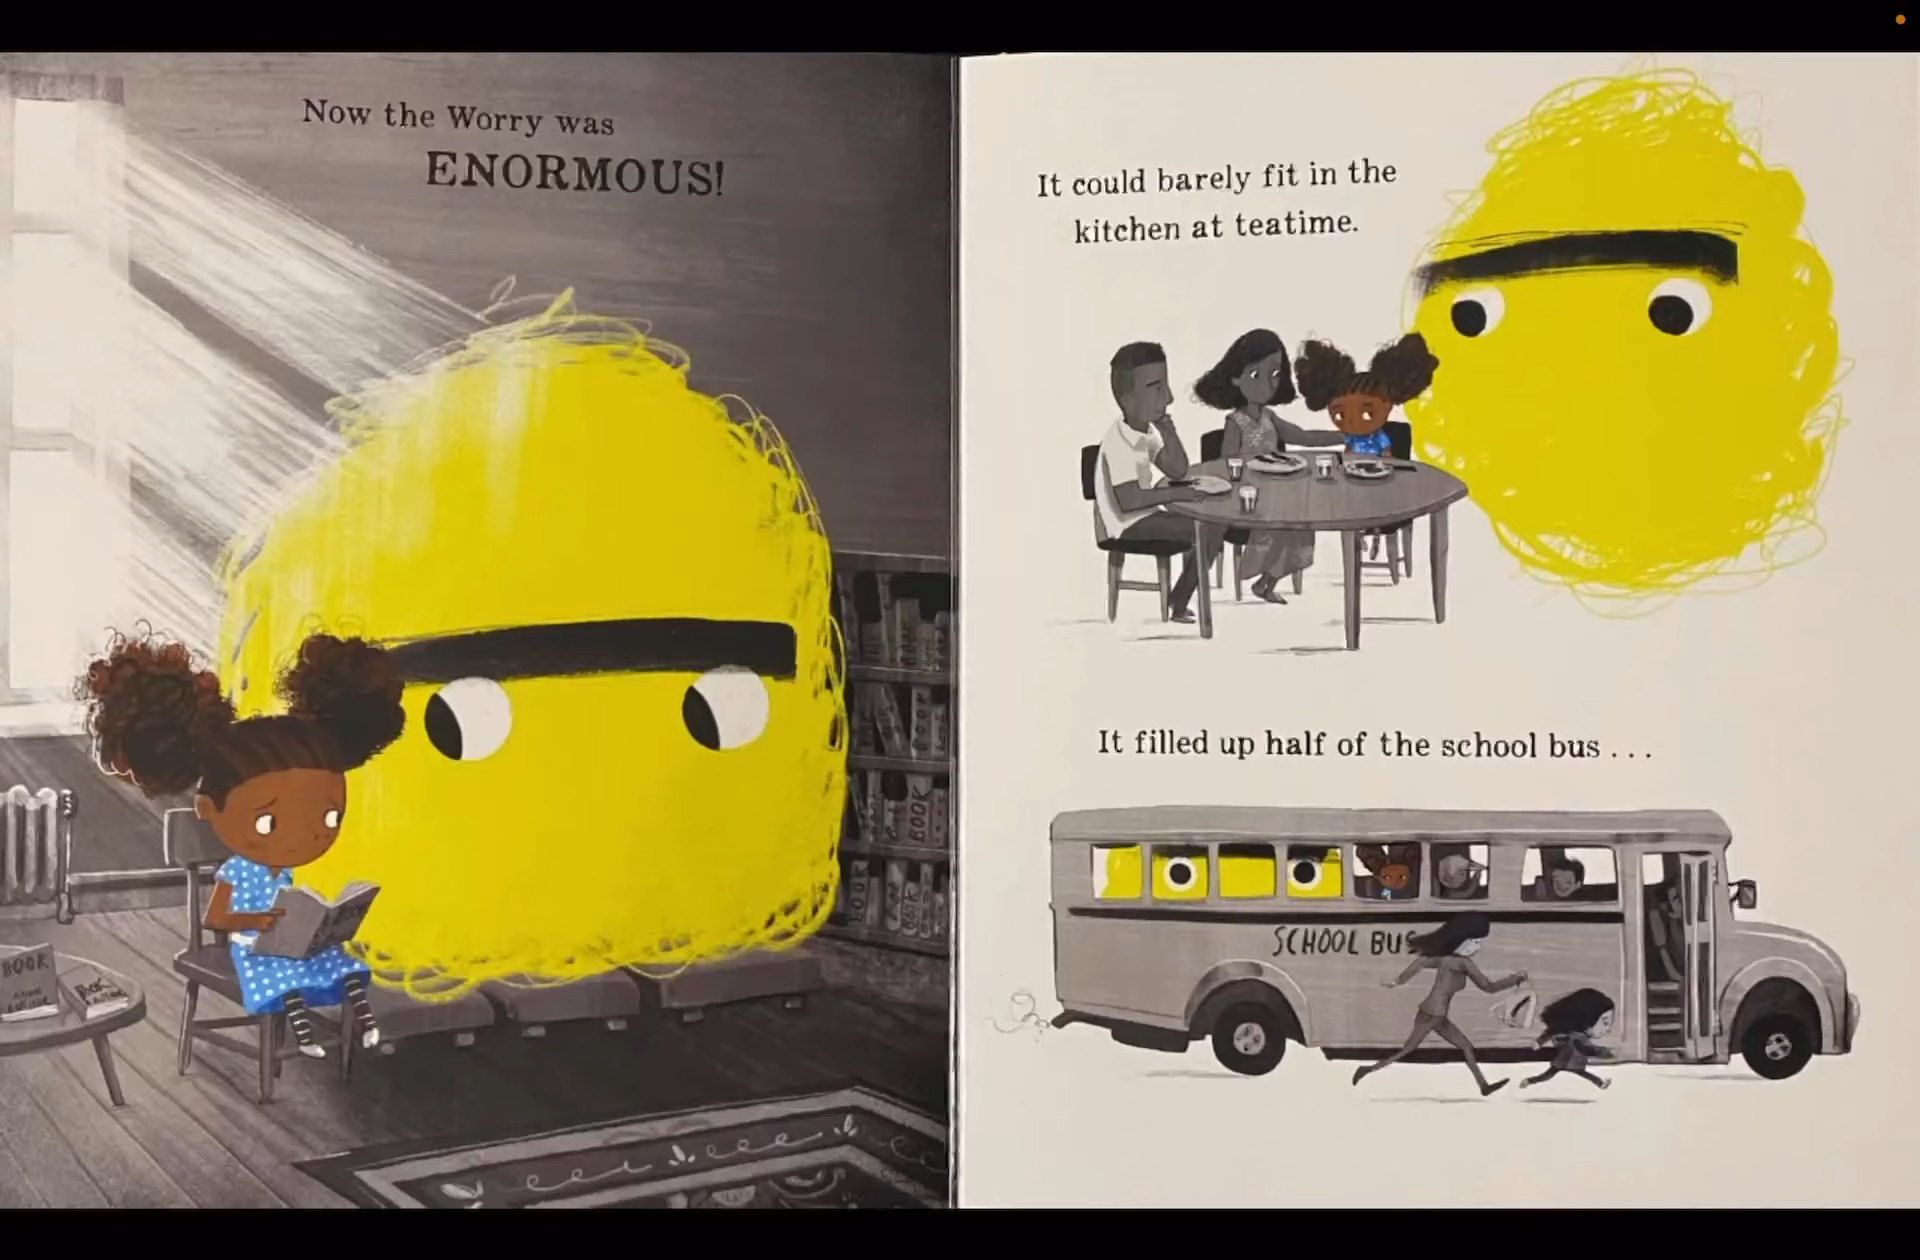 Now the Worry was
ENORMOUS!
BOOK
BOOK
BOOK
BOOK
BOOK
It could barely fit in the
kitchen at teatime.
It filled up half of the school bus . . .
SCHOOL BUS